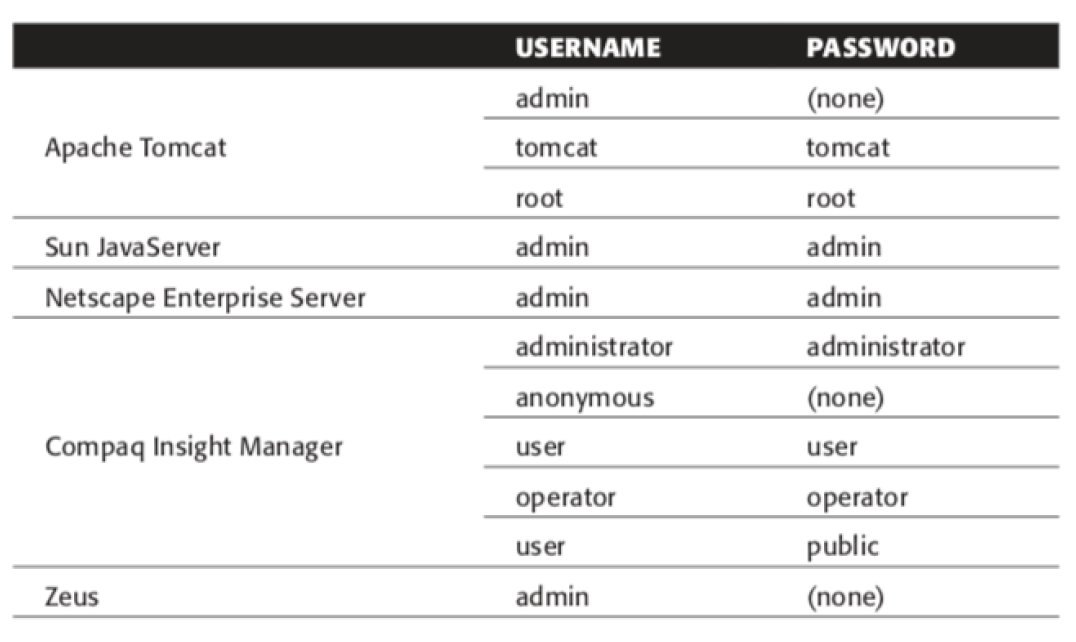 USERNAME PASSWORD
admin (none)
Apache Tomcat tomcat tomcat
root root
Sun JavaServer admin admin
Netscape Enterprise Server admin admin
administrator administrator
anonymous (none)
Compaq Insight Manager user user
operator operator
user public
Zeus admin (none)